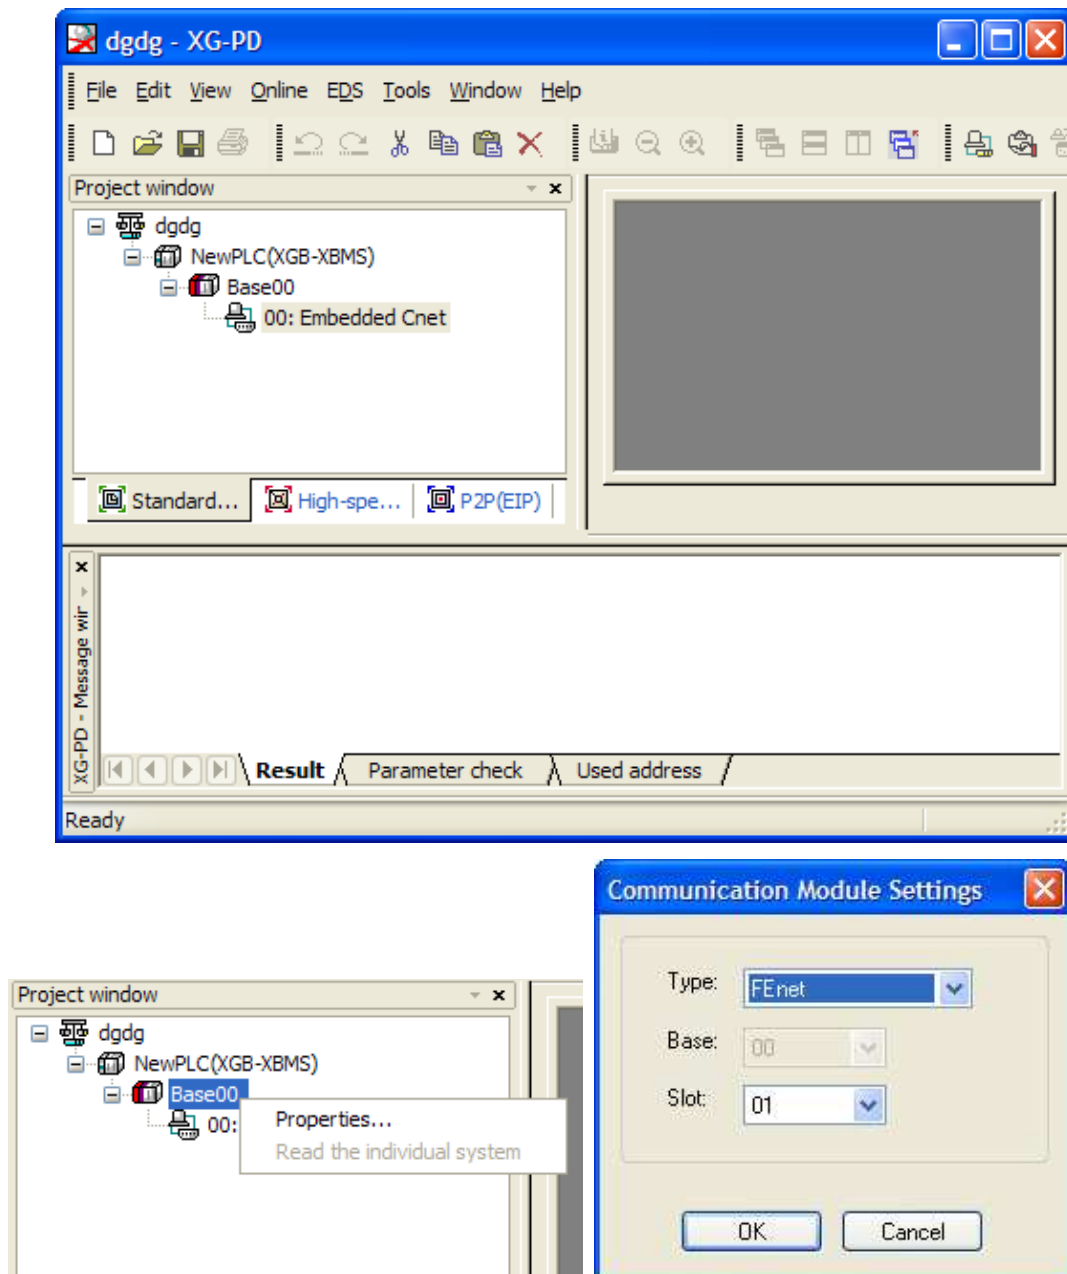 dgdg - XG-PD
File Edit View Online EDS Tools Window Help
Project window
dgdg
NewPLC(XGB-XBMS)
Base00
00: Embedded Cnet
Standard... High-spe... P2P(EIP)
XG-PD - Message wir
Result Parameter check Used address
Ready
Project window
dgdg
NewPLC(XGB-XBMS)
Base00
00:
Properties...
Read the individual system
Communication Module Settings
Type: FEnet
Base: 00
Slot: 01
OK Cancel